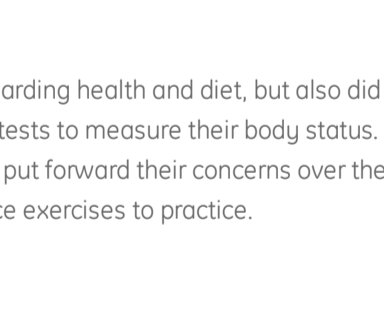 arding health and diet, but also did
tests to measure their body status.
put forward their concerns over the
ce exercises to practice.